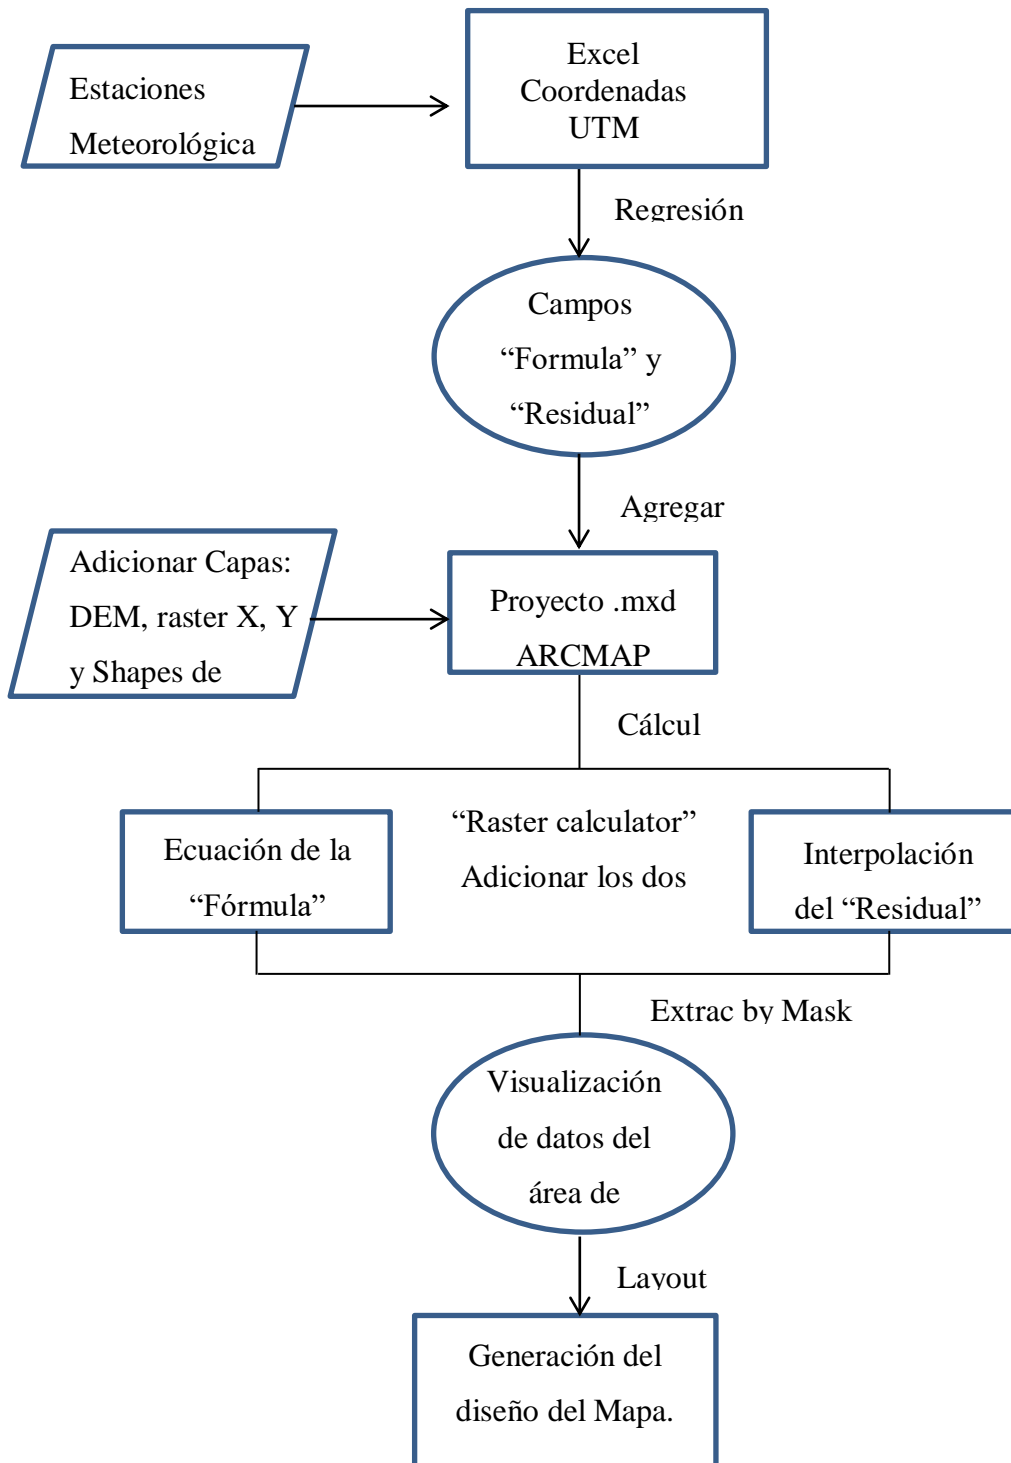 Estaciones
Meteorológica
Excel
Coordenadas
UTM
Regresión
Campos
“Formula” y
“Residual”
Agregar
Adicionar Capas:
DEM, raster X, Y
y Shapes de
Proyecto .mxd
ARCMAP
Cálcul
Ecuación de la
“Fórmula”
“Raster calculator”
Adicionar los dos
Interpolación
del “Residual”
Extrac by Mask
Visualización
de datos del
área de
Layout
Generación del
diseño del Mapa.